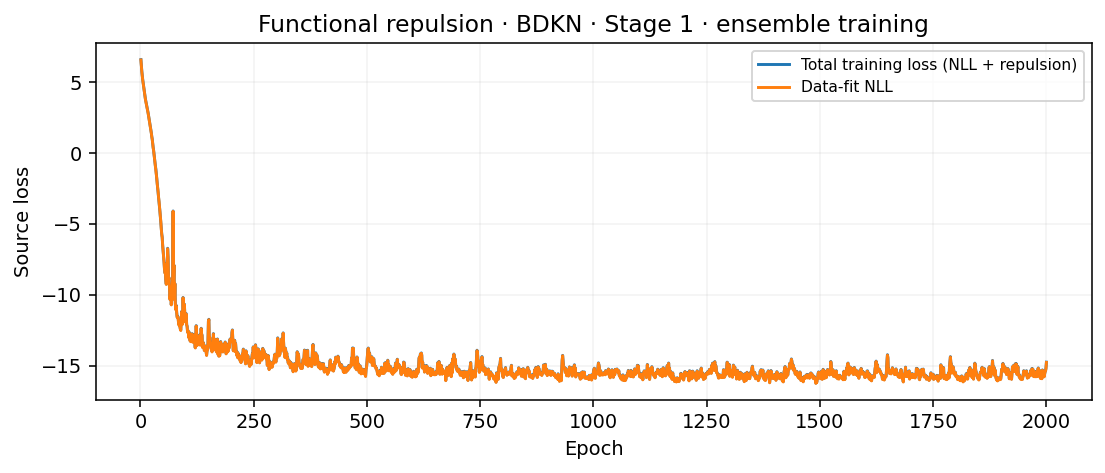 Functional repulsion · BDKN · Stage 1 · ensemble training
Total training loss (NLL + repulsion)
Data-fit NLL
Source loss
5
0
−5
−10
−15
0 250 500 750 1000 1250 1500 1750 2000
Epoch